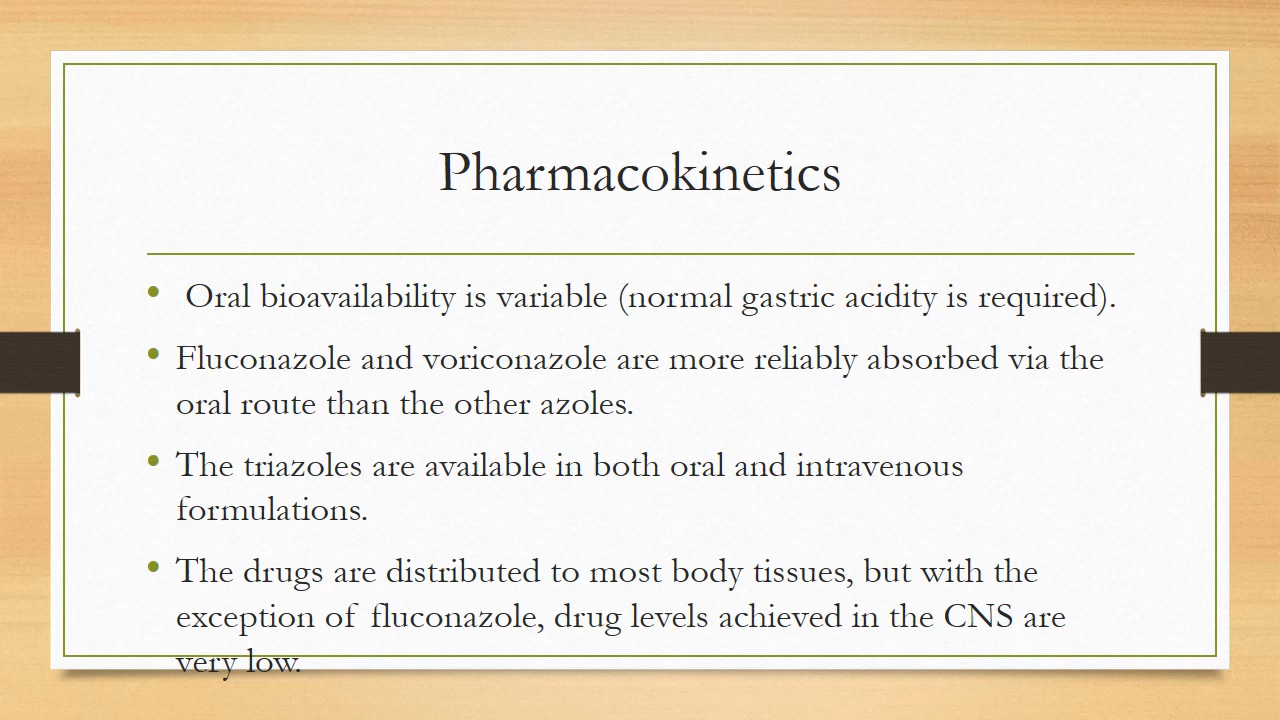 Pharmacokinetics
• Oral bioavailability is variable (normal gastric acidity is required).
• Fluconazole and voriconazole are more reliably absorbed via the
oral route than the other azoles.
• The triazoles are available in both oral and intravenous
formulations.
• The drugs are distributed to most body tissues, but with the
exception of fluconazole, drug levels achieved in the CNS are
very low.